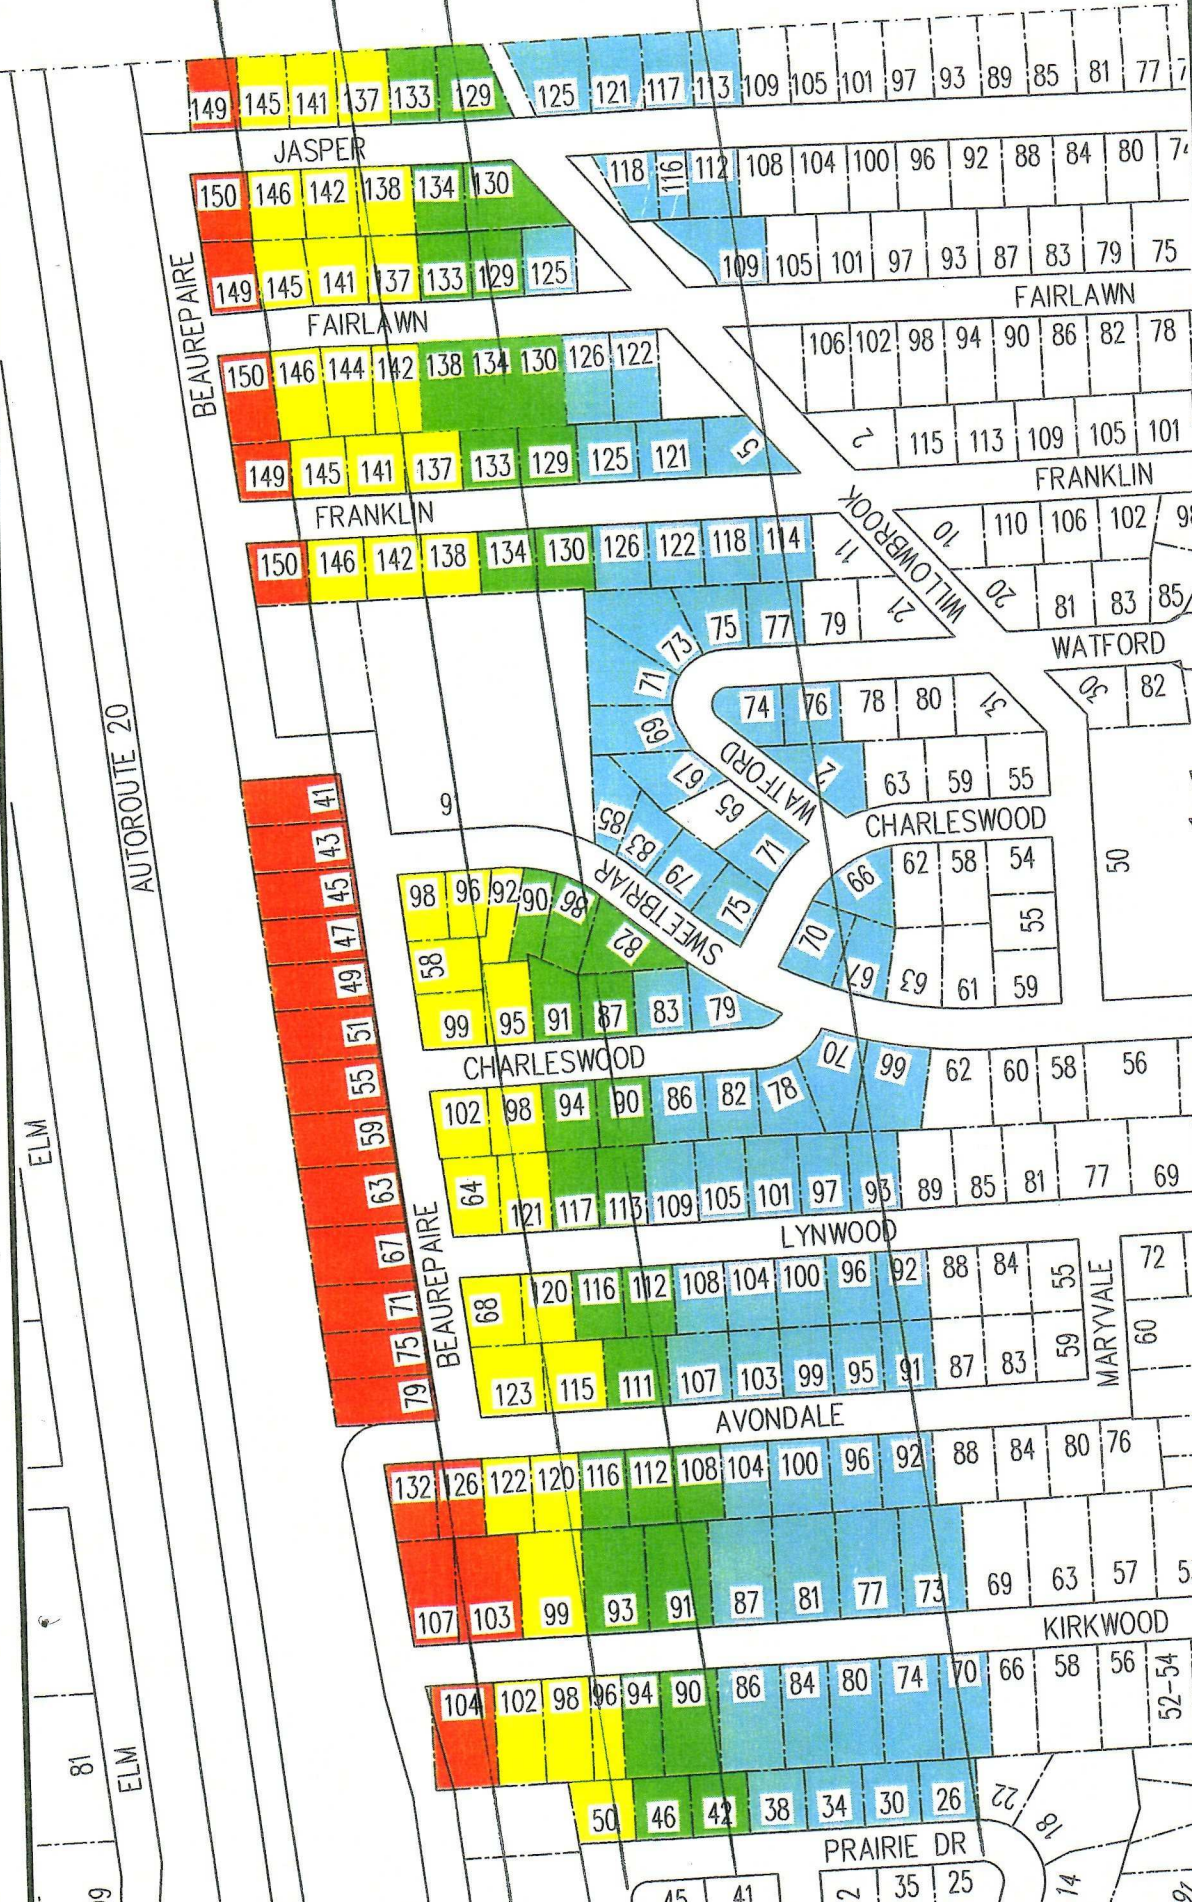 149 145 141 137 133 129 125 121 117 113 109 105 101 97 93 89 85 81 77
JASPER
150 146 142 138 134 130 118 116 112 108 104 100 96 92 88 84 80
149 145 141 137 133 129 125 109 105 101 97 93 87 83 79 75
BEAUREPAIRE
FAIRLAWN
FAIRLAWN
150 146 144 142 138 134 130 126 122 106 102 98 94 90 86 82 78
149 145 141 137 133 129 125 121 5 2 115 113 109 105 101
FRANKLIN
FRANKLIN
150 146 142 138 134 130 126 122 118 114 11 10 110 106 102
WILLOWBROOK
73 75 77 79 21 20 81 83 85
WATFORD
71 69 74 76 78 80 31 30 82
AUTOROUTE 20
67 65 WATFORD 2 63 59 55
CHARLESWOOD
41
43
45
47
49
51
55
59
63
67
71
75
79
9
85 83 79 75 71
SWEETBRIAR
66 62 58 54
50
70 67 63 61 55 59
98 96 92 90 86 82
58
99 95 91 87 83 79
CHARLESWOOD
102 98 94 90 86 82 78 70 66 62 60 58 56
64 121 117 113 109 105 101 97 93 89 85 81 77 69
ELM
BEAUREPAIRE
LYNWOOD
68 120 116 112 108 104 100 96 92 88 84 55 72
MARYVALE
123 115 111 107 103 99 95 91 87 83 59 60
AVONDALE
132 126 122 120 116 112 108 104 100 96 92 88 84 80 76
107 103 99 93 91 87 81 77 73 69 63 57
KIRKWOOD
104 102 98 96 94 90 86 84 80 74 70 66 58 56 52-54
81
ELM
50 46 42 38 34 30 26 22 18
PRAIRIE DR
45 41 35 25 14